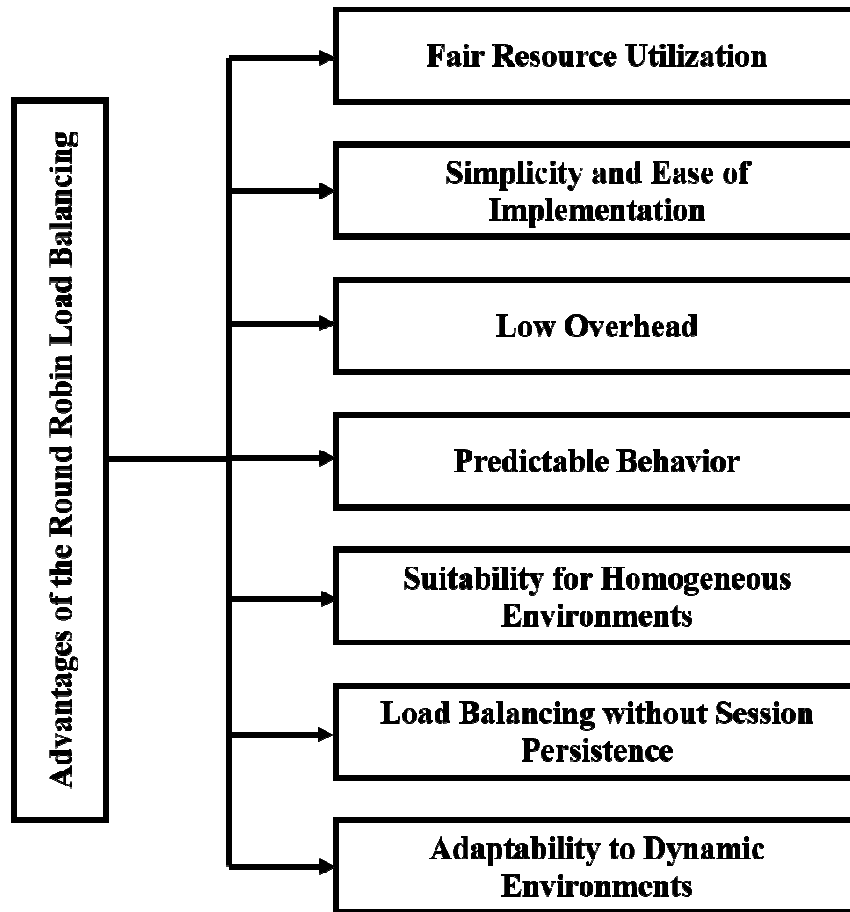 Advantages of the Round Robin Load Balancing
Fair Resource Utilization
Simplicity and Ease of
Implementation
Low Overhead
Predictable Behavior
Suitability for Homogeneous
Environments
Load Balancing without Session
Persistence
Adaptability to Dynamic
Environments